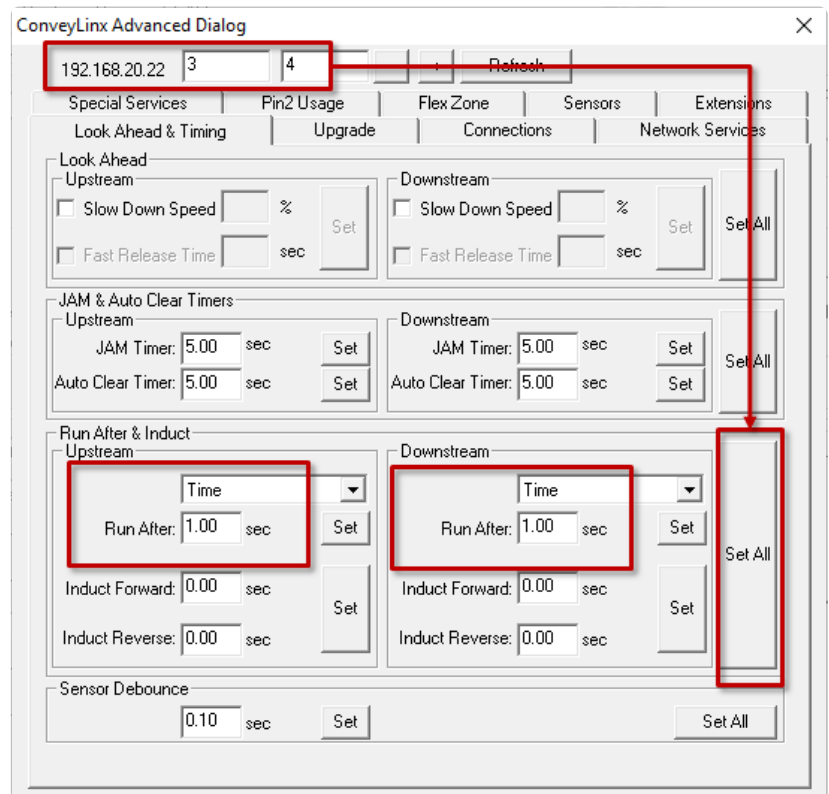 ConveyLinx Advanced Dialog
192.168.20.22 3 4 + Refresh
Special Services Pin2 Usage Flex Zone Sensors Extensions
Look Ahead & Timing Upgrade Connections Network Services
Look Ahead
Upstream Downstream
Slow Down Speed % Set Slow Down Speed % Set Set All
Fast Release Time sec Fast Release Time sec
JAM & Auto Clear Timers
Upstream Downstream
JAM Timer: 5.00 sec Set JAM Timer: 5.00 sec Set Set All
Auto Clear Timer: 5.00 sec Set Auto Clear Timer: 5.00 sec Set
Run After & Induct
Upstream Downstream
Time Time
Run After: 1.00 sec Set Run After: 1.00 sec Set Set All
Induct Forward: 0.00 sec Set Induct Forward: 0.00 sec Set
Induct Reverse: 0.00 sec Induct Reverse: 0.00 sec
Sensor Debounce
0.10 sec Set Set All